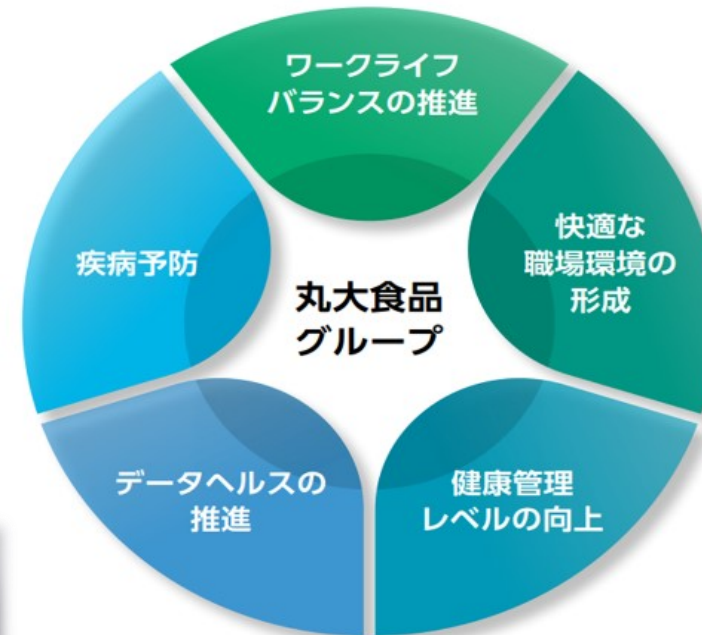 ワークライフ
バランスの推進
快適な
職場環境の
形成
健康管理
レベルの向上
データヘルスの
推進
疾病予防
丸大食品
グループ